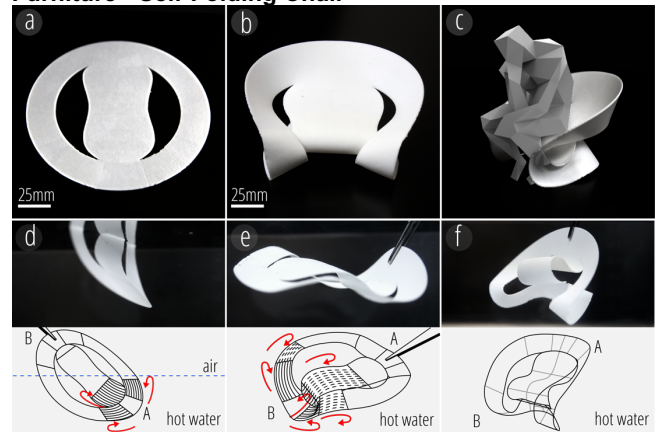 Furniture - Self-Folding Chair
a
b
c
25mm
25mm
d
e
f
B
A
air
hot water
A
B
hot water
A
B
hot water